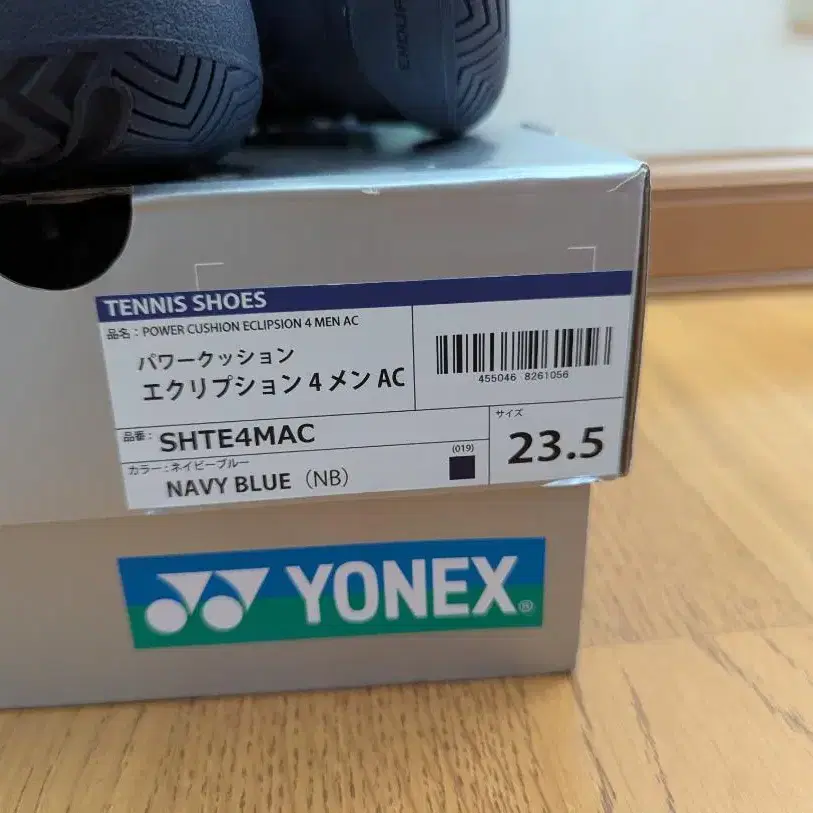 TENNIS SHOES
品名：POWER CUSHION ECLIPSION 4 MEN AC
パワークッション
エクリプション 4 メン AC
455046 8261056
品番： SHTE4MAC
カラー：ネイビーブルー
NAVY BLUE（NB）
(019)
サイズ
23.5
YONEX®